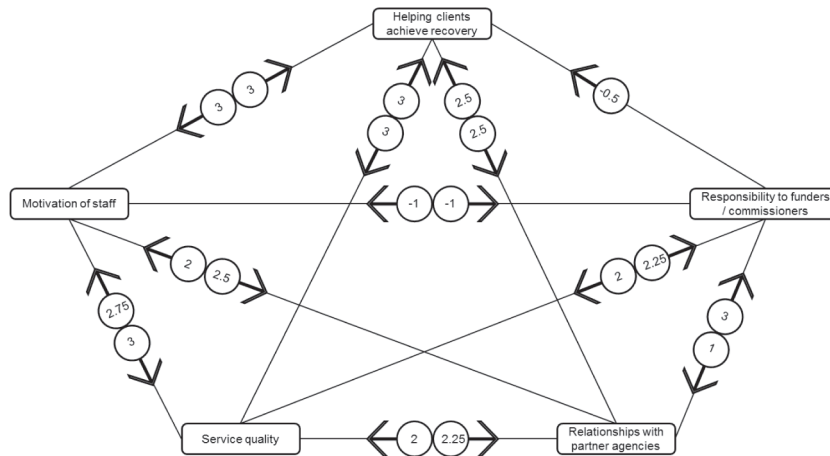 Helping clients
achieve recovery
3
3
3
3
2.5
2.5
-0.5
Motivation of staff
-1
-1
Responsibility to funders
/ commissioners
2
2.5
2
2.25
2.75
3
3
1
Service quality
2
2.25
Relationships with
partner agencies